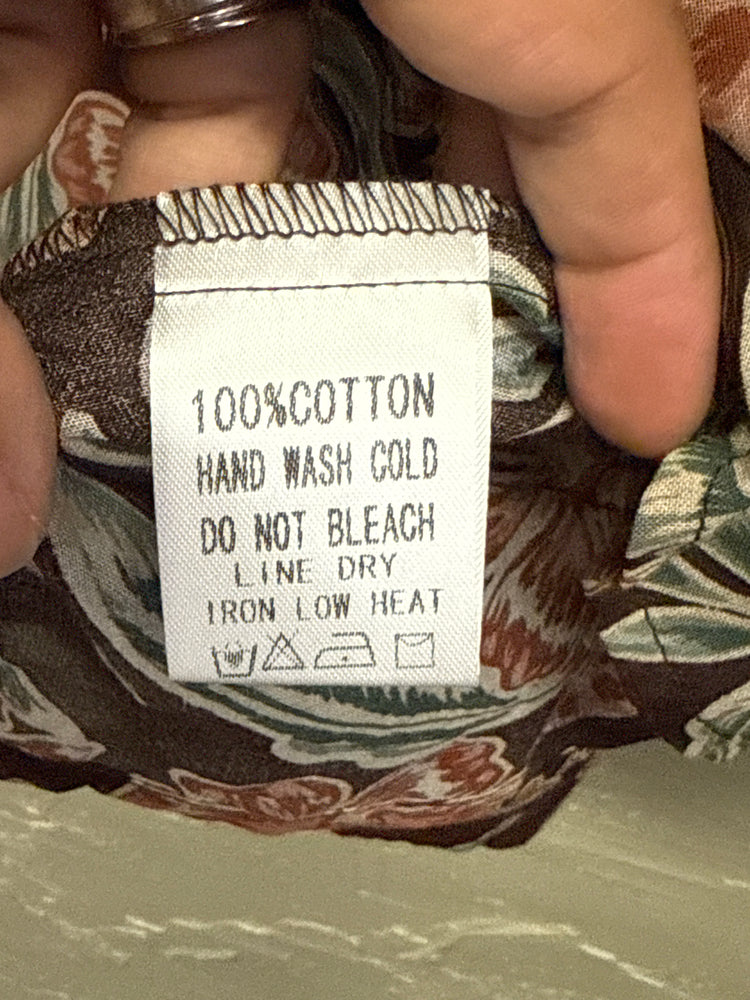 100%COTTON
HAND WASH COLD
DO NOT BLEACH
LINE DRY
IRON LOW HEAT